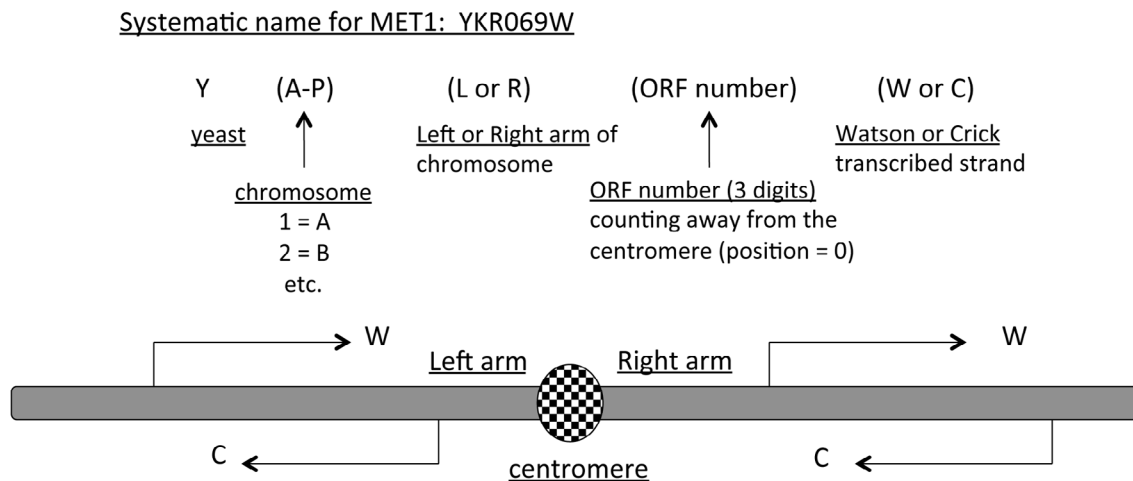 Systematic name for MET1:  YKR069W
Y (A-P) (L or R) (ORF number) (W or C)
yeast
chromosome
1 = A
2 = B
etc.
Left or Right arm of
chromosome
ORF number (3 digits)
counting away from the
centromere (position = 0)
Watson or Crick
transcribed strand
W
Left arm
Right arm
W
C
centromere
C